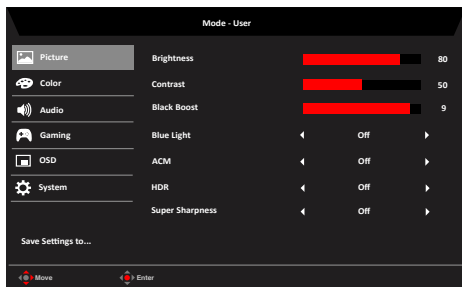 Mode - User
Picture
Brightness 80
Color
Contrast 50
Audio
Black Boost 9
Gaming
Blue Light Off
OSD
ACM Off
System
HDR Off
Super Sharpness Off
Save Settings to...
Move Enter